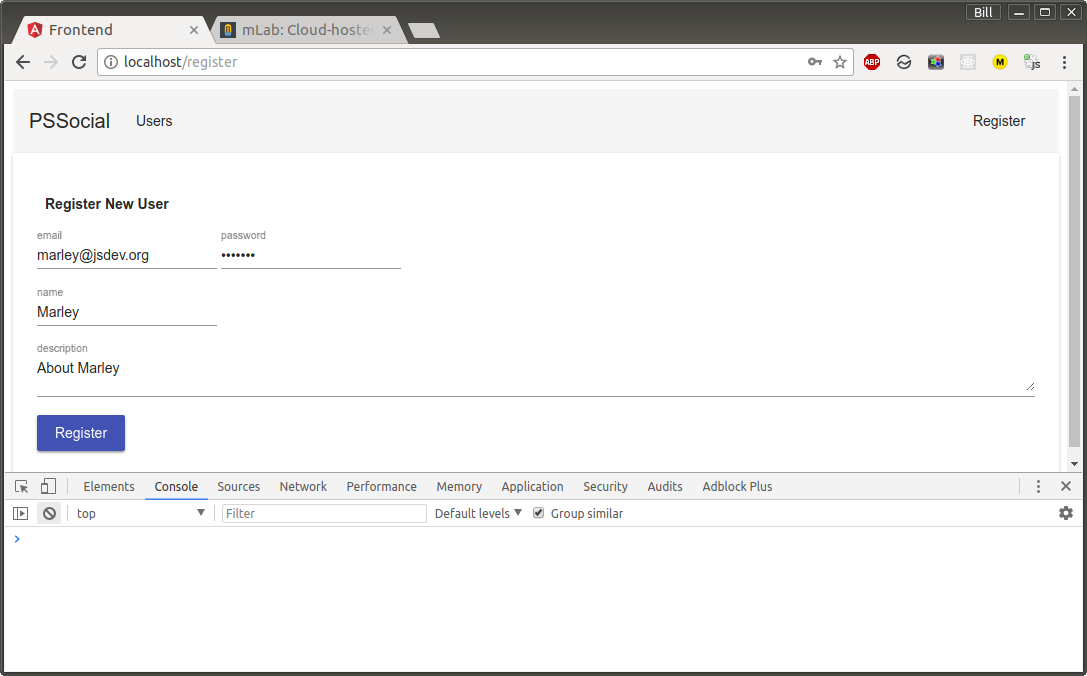 Bill
Frontend
mLab: Cloud-hoste
localhost/register
ABP
M
js
PSSocial Users Register
Register New User
email password
marley@jsdev.org •••••••
name
Marley
description
About Marley
Register
Elements Console Sources Network Performance Memory Application Security Audits Adblock Plus
top Filter Default levels Group similar